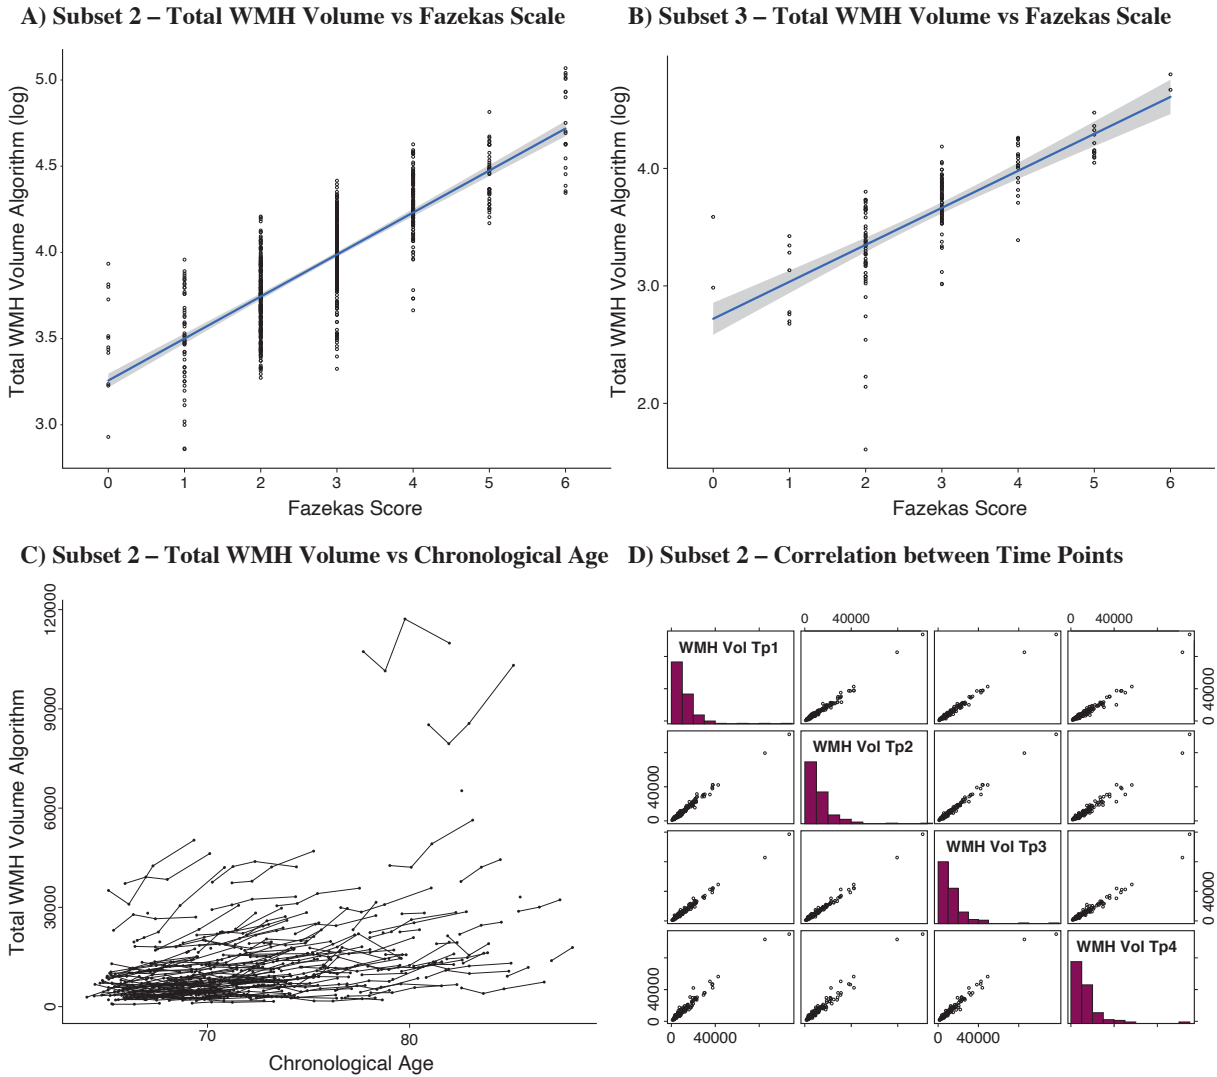 A) Subset 2 – Total WMH Volume vs Fazekas Scale
Total WMH Volume Algorithm (log)
5.0
4.5
4.0
3.5
3.0
0 1 2 3 4 5 6
Fazekas Score
B) Subset 3 – Total WMH Volume vs Fazekas Scale
Total WMH Volume Algorithm (log)
4.0
3.0
2.0
0 1 2 3 4 5 6
Fazekas Score
C) Subset 2 – Total WMH Volume vs Chronological Age
Total WMH Volume Algorithm
120000
90000
60000
30000
0
70 80
Chronological Age
D) Subset 2 – Correlation between Time Points
0 40000
0 40000
WMH Vol Tp1
0 40000
WMH Vol Tp2
0 40000
WMH Vol Tp3
0 40000
WMH Vol Tp4
0 40000
0 40000
0 40000